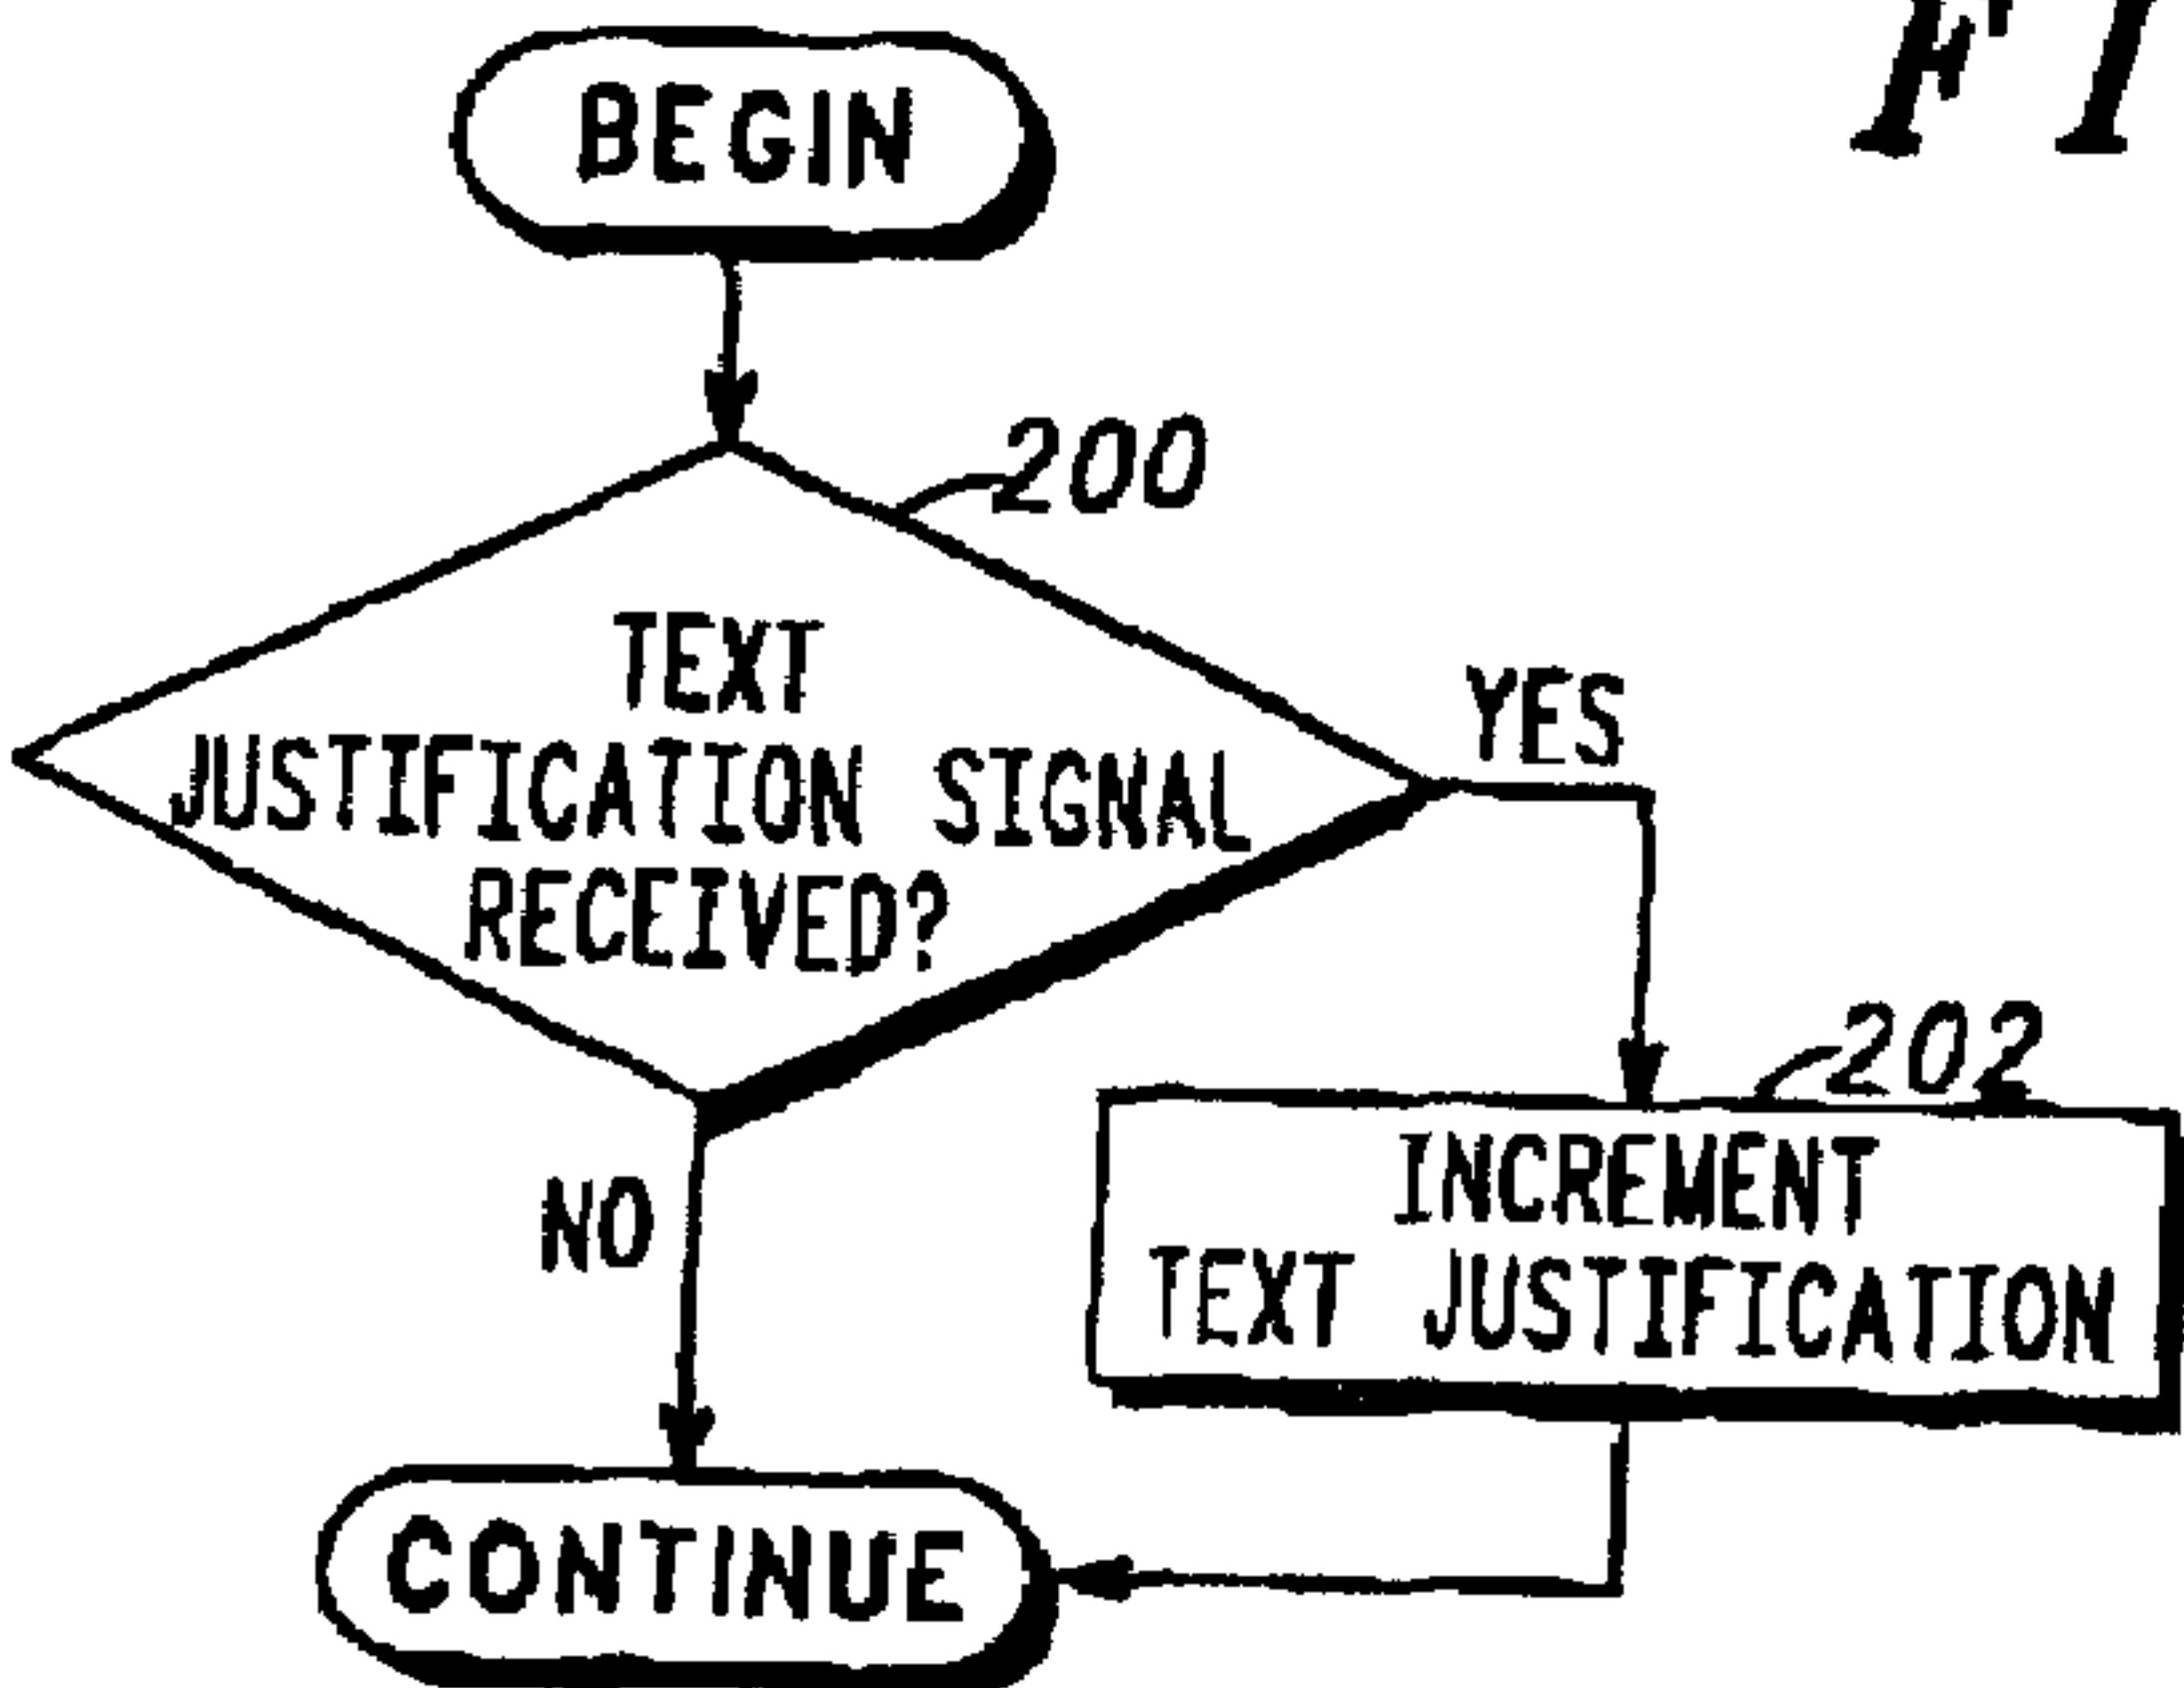 BEGIN
200
TEXT
JUSTIFICATION SIGNAL
RECEIVED?
YES
202
INCREMENT
TEXT JUSTIFICATION
NO
CONTINUE